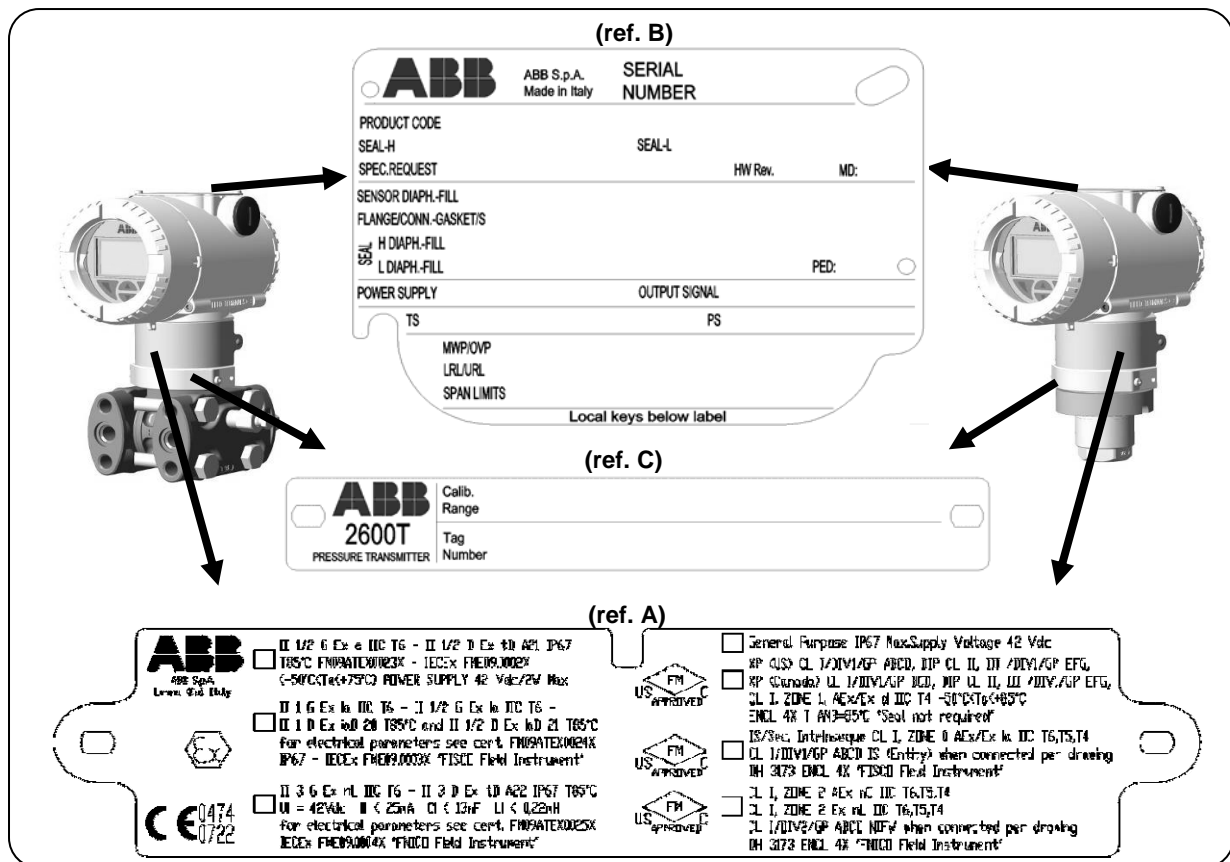 (ref. B)
ABB
ABB S.p.A.
Made in Italy
SERIAL
NUMBER
PRODUCT CODE
SEAL-H SEAL-L
SPEC.REQUEST HW Rev. MD:
SENSOR DIAPH.-FILL
FLANGE/CONN.-GASKET/S
SEAL
H DIAPH.-FILL
L DIAPH.-FILL PED:
POWER SUPPLY OUTPUT SIGNAL
TS PS
MWP/OVP
LRL/URL
SPAN LIMITS
Local keys below label
(ref. C)
ABB
2600T
PRESSURE TRANSMITTER
Calib.
Range
Tag
Number
(ref. A)
ABB
ABB S.p.A.
Italy
II 1/2 G Ex IIC T6 - II 1/2 D Ex tD A21 IP67
T85°C FM09ATEX0023X - IECEx FME09.0002X
(-50°C<Ta<+75°C) POWER SUPPLY 42 Vdc/2W Max
II 1 G Ex ia IIC T6 - II 1/2 G Ex ia IIC T6 -
II 1 D Ex iaD 20 T85°C and II 1/2 D Ex iaD 21 T85°C
for electrical parameters see cert. FM09ATEX0024X
IP67 - IECEx FME09.0003X "FISCO Field Instrument"
II 3 G Ex nL IIC T6 - II 3 D Ex tD A22 IP67 T85°C
Ui = 42Vdc Ii < 25mA Ci < 13nF Li < 0,22mH
for electrical parameters see cert. FM09ATEX0025X
IECEx FME09.0004X "FNICO Field Instrument"
Ex
CE 0474
0722
General Purpose IP67 Max.Supply Voltage 42 Vdc
XP (US) CL I/DIV1/GP ABCD, DIP CL II, III /DIV1/GP EFG,
XP (Canada) CL I/DIV1/GP BCD, DIP CL II, III /DIV1/GP EFG,
CL I, ZONE 1, AEx/Ex d IIC T4 -50°C<Ta<+85°C
ENCL 4X T "Seal not required"
IS/Sec. Intrinseque CL I, ZONE 0 AEx/Ex ia IIC T6,T5,T4
CL I/DIV1/GP ABCD IS (Entity) when connected per drawing
DH 3173 ENCL 4X "FISCO Field Instrument"
CL I, ZONE 2 AEx nC IIC T6,T5,T4
CL I, ZONE 2 Ex nL IIC T6,T5,T4
CL I/DIV2/GP ABCD NIFW when connected per drawing
DH 3173 ENCL 4X "FNICO Field Instrument"
FM
US C
APPROVED
FM
US C
APPROVED
FM
US C
APPROVED